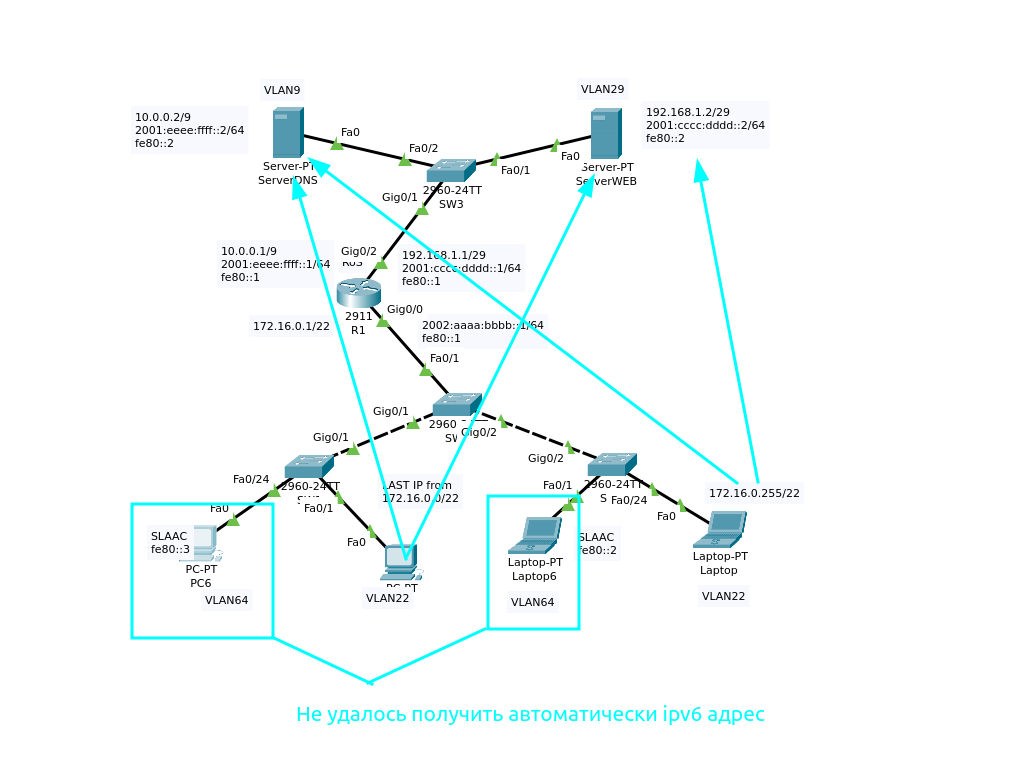 VLAN9
VLAN29
10.0.0.2/9
2001:eeee:ffff::2/64
fe80::2
192.168.1.2/29
2001:cccc:dddd::2/64
fe80::2
Fa0
Fa0/2
Fa0
Fa0/1
Server-PT
ServerDNS
Server-PT
ServerWEB
2960-24TT
SW3
Gig0/1
10.0.0.1/9
2001:eeee:ffff::1/64
fe80::1
Gig0/2
192.168.1.1/29
2001:cccc:dddd::1/64
fe80::1
Gig0/0
2911
R1
172.16.0.1/22
2002:aaaa:bbbb::1/64
fe80::1
Fa0/1
Gig0/1
2960
Gig0/2
Gig0/1
Gig0/2
Fa0/24
2960-24TT
Fa0/1
LAST IP from
172.16.0.0/22
Fa0/1
2960-24TT
Fa0/24
172.16.0.255/22
Fa0
Fa0
Fa0
SLAAC
fe80::3
SLAAC
fe80::2
PC-PT
PC6
PC-PT
Laptop-PT
Laptop6
Laptop-PT
Laptop
VLAN64
VLAN22
VLAN64
VLAN22
Не удалось получить автоматически ipv6 адрес